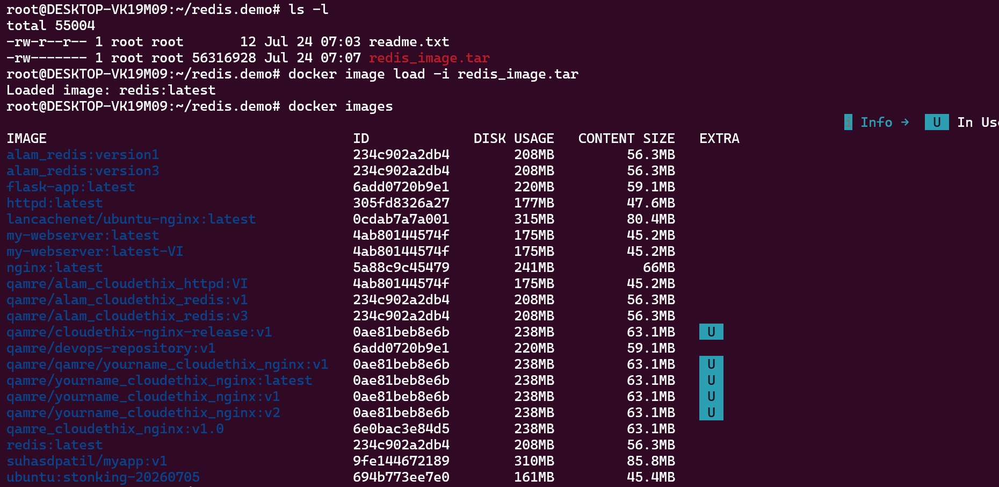 root@DESKTOP-VK19M09:~/redis.demo# ls -l
total 55004
-rw-r--r-- 1 root root       12 Jul 24 07:03 readme.txt
-rw------- 1 root root 56316928 Jul 24 07:07 redis_image.tar
root@DESKTOP-VK19M09:~/redis.demo# docker image load -i redis_image.tar
Loaded image: redis:latest
root@DESKTOP-VK19M09:~/redis.demo# docker images
i Info →   U  In Use
IMAGE                                      ID             DISK USAGE   CONTENT SIZE   EXTRA
alam_redis:version1                        234c902a2db4        208MB         56.3MB
alam_redis:version3                        234c902a2db4        208MB         56.3MB
flask-app:latest                           6add0720b9e1        220MB         59.1MB
httpd:latest                               305fd8326a27        177MB         47.6MB
lancachenet/ubuntu-nginx:latest            0cdab7a7a001        315MB         80.4MB
my-webserver:latest                        4ab80144574f        175MB         45.2MB
my-webserver:latest-VI                     4ab80144574f        175MB         45.2MB
nginx:latest                               5a88c9c45479        241MB           66MB
qamre/alam_cloudethix_httpd:VI             4ab80144574f        175MB         45.2MB
qamre/alam_cloudethix_redis:v1             234c902a2db4        208MB         56.3MB
qamre/alam_cloudethix_redis:v3             234c902a2db4        208MB         56.3MB
qamre/cloudethix-nginx-release:v1          0ae81beb8e6b        238MB         63.1MB    U
qamre/devops-repository:v1                 6add0720b9e1        220MB         59.1MB
qamre/qamre/yourname_cloudethix_nginx:v1   0ae81beb8e6b        238MB         63.1MB    U
qamre/yourname_cloudethix_nginx:latest     0ae81beb8e6b        238MB         63.1MB    U
qamre/yourname_cloudethix_nginx:v1         0ae81beb8e6b        238MB         63.1MB    U
qamre/yourname_cloudethix_nginx:v2         0ae81beb8e6b        238MB         63.1MB    U
qamre_cloudethix_nginx:v1.0                6e0bac3e84d5        238MB         63.1MB
redis:latest                               234c902a2db4        208MB         56.3MB
suhasdpatil/myapp:v1                       9fe144672189        310MB         85.8MB
ubuntu:stonking-20260705                   694b773ee7e0        161MB         45.4MB